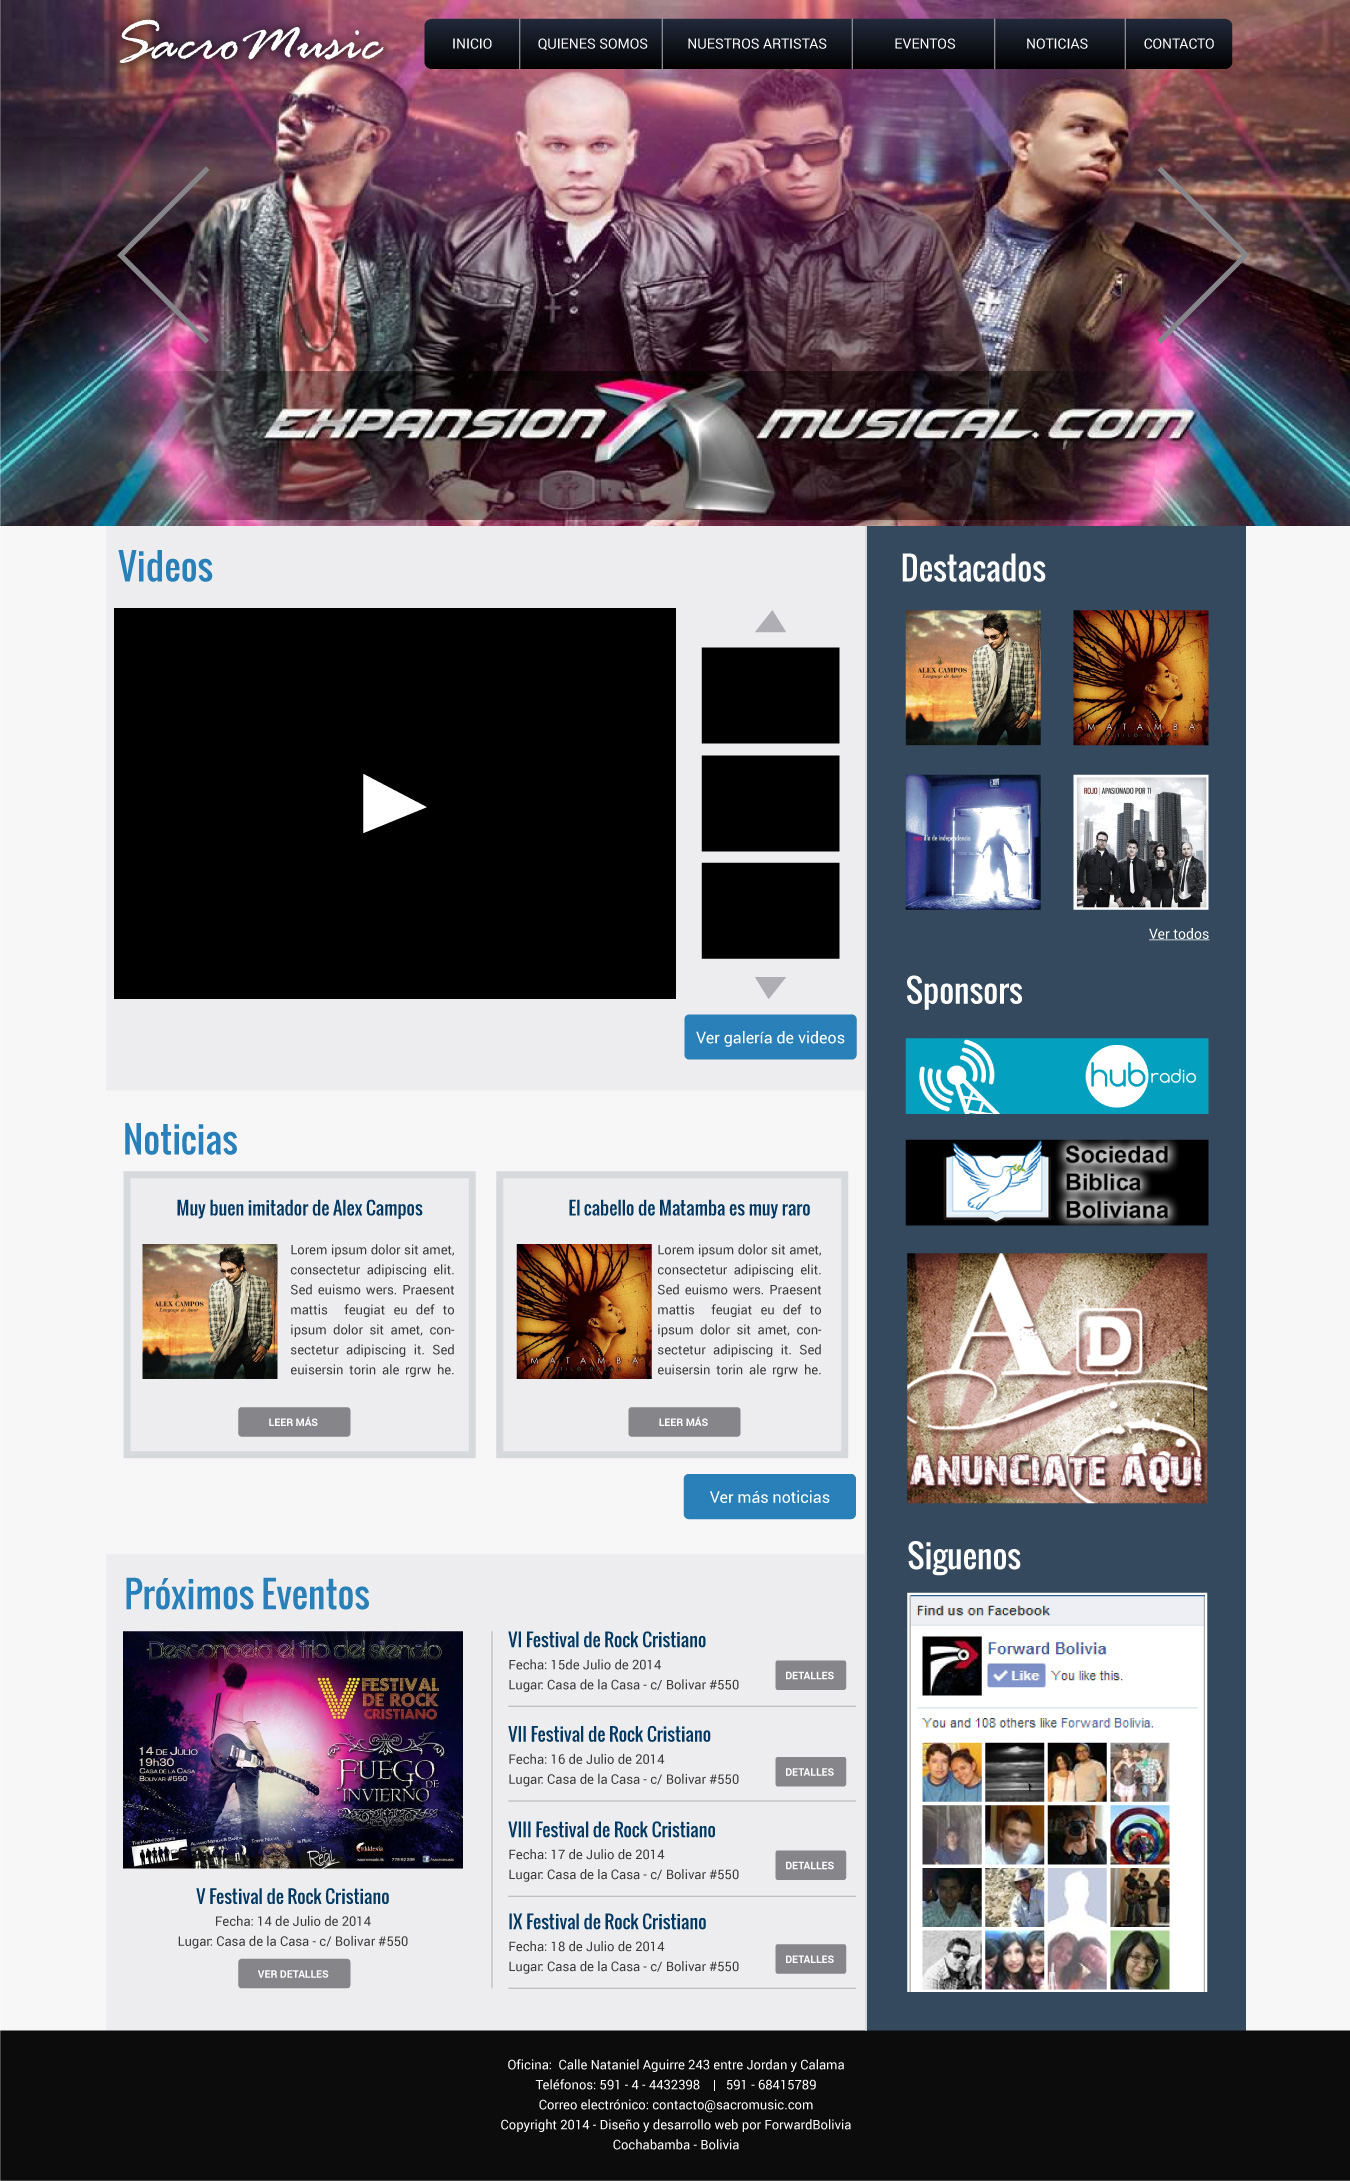 SacroMusic
INICIO
QUIENES SOMOS
NUESTROS ARTISTAS
EVENTOS
NOTICIAS
CONTACTO
EXPANSION MUSICAL.COM
Videos
Ver galería de videos
Noticias
Muy buen imitador de Alex Campos
ALEX CAMPOS
Lenguaje de Amor
Lorem ipsum dolor sit amet,
consectetur adipiscing elit.
Sed euismo wers. Praesent
mattis feugiat eu def to
ipsum dolor sit amet, con-
sectetur adipiscing it. Sed
euisersin torin ale rgrw he.
LEER MÁS
El cabello de Matamba es muy raro
MATAMBA
Lorem ipsum dolor sit amet,
consectetur adipiscing elit.
Sed euismo wers. Praesent
mattis feugiat eu def to
ipsum dolor sit amet, con-
sectetur adipiscing it. Sed
euisersin torin ale rgrw he.
LEER MÁS
Ver más noticias
Próximos Eventos
Descongela el frio del silencio
V FESTIVAL
DE ROCK
CRISTIANO
14 DE JULIO
19h30
CASA DE LA CASA
BOLIVAR #550
FUEGO
DE
INVIERNO
V Festival de Rock Cristiano
Fecha: 14 de Julio de 2014
Lugar: Casa de la Casa - c/ Bolivar #550
VER DETALLES
VI Festival de Rock Cristiano
Fecha: 15de Julio de 2014
Lugar: Casa de la Casa - c/ Bolivar #550
DETALLES
VII Festival de Rock Cristiano
Fecha: 16 de Julio de 2014
Lugar: Casa de la Casa - c/ Bolivar #550
DETALLES
VIII Festival de Rock Cristiano
Fecha: 17 de Julio de 2014
Lugar: Casa de la Casa - c/ Bolivar #550
DETALLES
IX Festival de Rock Cristiano
Fecha: 18 de Julio de 2014
Lugar: Casa de la Casa - c/ Bolivar #550
DETALLES
Destacados
ALEX CAMPOS
Lenguaje de Amor
MATAMBA
día de independencia
ROJO | APASIONADO POR TI
Ver todos
Sponsors
hub radio
Sociedad
Biblica
Boliviana
AD
ANUNCIATE AQUI
Siguenos
Find us on Facebook
Forward Bolivia
Like You like this.
You and 108 others like Forward Bolivia.
Oficina: Calle Nataniel Aguirre 243 entre Jordan y Calama
Teléfonos: 591 - 4 - 4432398 | 591 - 68415789
Correo electrónico: contacto@sacromusic.com
Copyright 2014 - Diseño y desarrollo web por ForwardBolivia
Cochabamba - Bolivia